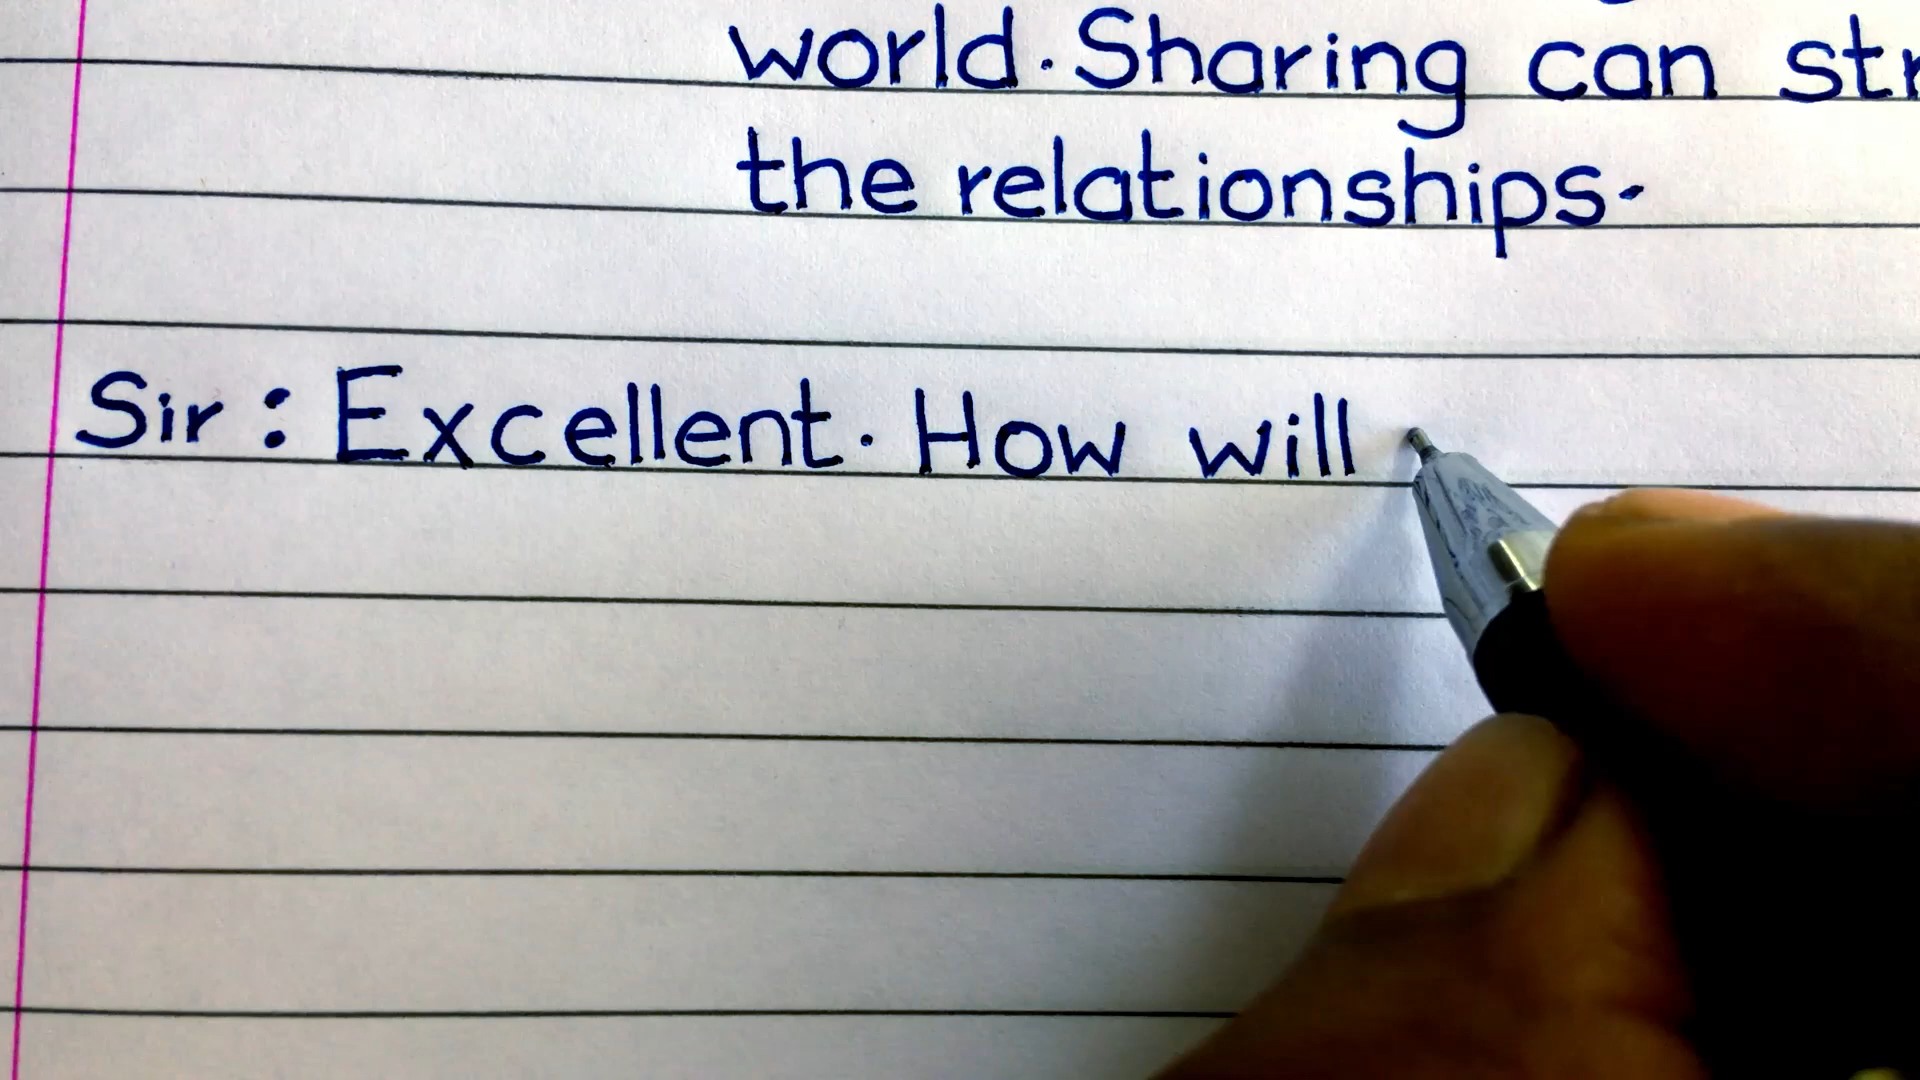 world. Sharing can
the relationships.
Sir : Excellent. How will